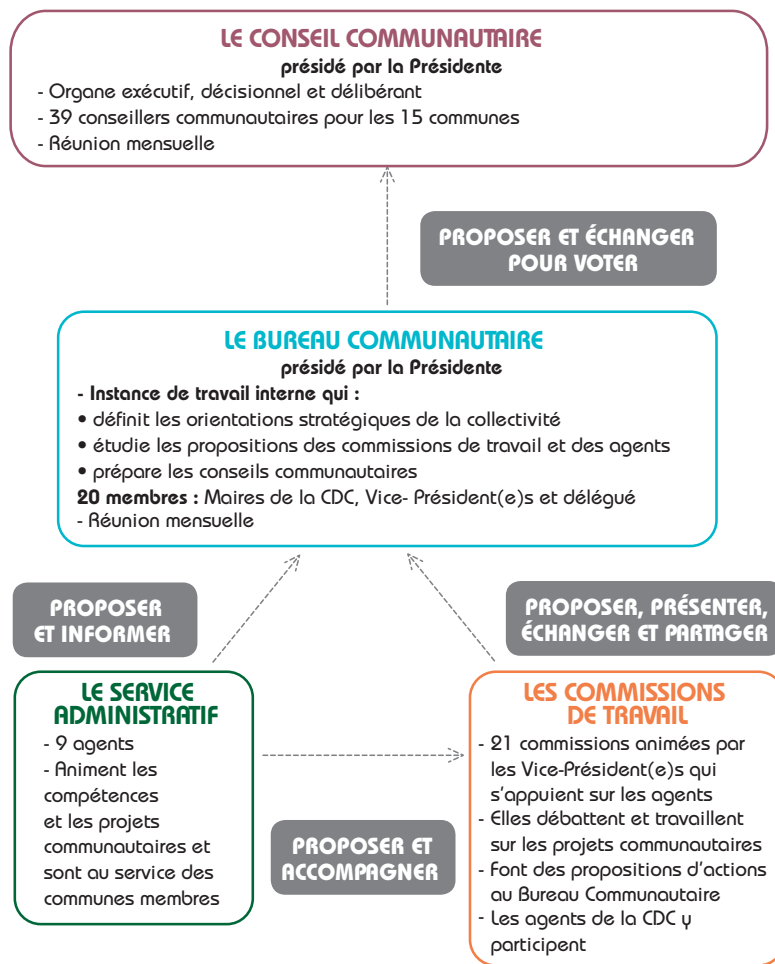 LE CONSEIL COMMUNAUTAIRE
présidé par la Présidente
- Organe exécutif, décisionnel et délibérant
- 39 conseillers communautaires pour les 15 communes
- Réunion mensuelle
PROPOSER ET ÉCHANGER
POUR VOTER
LE BUREAU COMMUNAUTAIRE
présidé par la Présidente
- Instance de travail interne qui :
• définit les orientations stratégiques de la collectivité
• étudie les propositions des commissions de travail et des agents
• prépare les conseils communautaires
20 membres : Maires de la CDC, Vice- Président(e)s et délégué
- Réunion mensuelle
PROPOSER
ET INFORMER
PROPOSER, PRÉSENTER,
ÉCHANGER ET PARTAGER
LE SERVICE
ADMINISTRATIF
- 9 agents
- Animent les
compétences
et les projets
communautaires et
sont au service des
communes membres
PROPOSER ET
ACCOMPAGNER
LES COMMISSIONS
DE TRAVAIL
- 21 commissions animées par
les Vice-Président(e)s qui
s'appuient sur les agents
- Elles débattent et travaillent
sur les projets communautaires
- Font des propositions d'actions
au Bureau Communautaire
- Les agents de la CDC y
participent